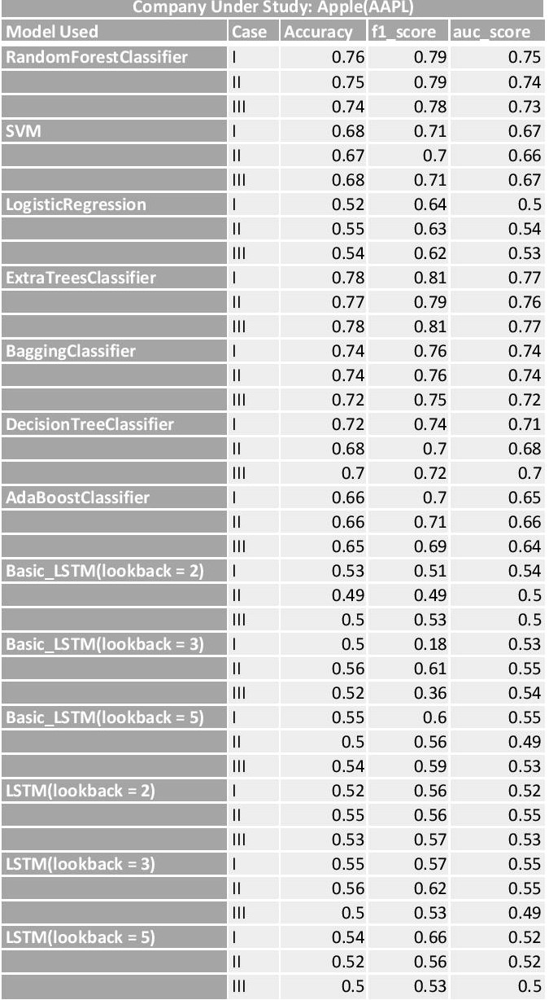 Company Under Study: Apple(AAPL)
Model Used Case Accuracy f1_score auc_score
RandomForestClassifier I 0.76 0.79 0.75
II 0.75 0.79 0.74
III 0.74 0.78 0.73
SVM I 0.68 0.71 0.67
II 0.67 0.7 0.66
III 0.68 0.71 0.67
LogisticRegression I 0.52 0.64 0.5
II 0.55 0.63 0.54
III 0.54 0.62 0.53
ExtraTreesClassifier I 0.78 0.81 0.77
II 0.77 0.79 0.76
III 0.78 0.81 0.77
BaggingClassifier I 0.74 0.76 0.74
II 0.74 0.76 0.74
III 0.72 0.75 0.72
DecisionTreeClassifier I 0.72 0.74 0.71
II 0.68 0.7 0.68
III 0.7 0.72 0.7
AdaBoostClassifier I 0.66 0.7 0.65
II 0.66 0.71 0.66
III 0.65 0.69 0.64
Basic_LSTM(lookback = 2) I 0.53 0.51 0.54
II 0.49 0.49 0.5
III 0.5 0.53 0.5
Basic_LSTM(lookback = 3) I 0.5 0.18 0.53
II 0.56 0.61 0.55
III 0.52 0.36 0.54
Basic_LSTM(lookback = 5) I 0.55 0.6 0.55
II 0.5 0.56 0.49
III 0.54 0.59 0.53
LSTM(lookback = 2) I 0.52 0.56 0.52
II 0.55 0.56 0.55
III 0.53 0.57 0.53
LSTM(lookback = 3) I 0.55 0.57 0.55
II 0.56 0.62 0.55
III 0.5 0.53 0.49
LSTM(lookback = 5) I 0.54 0.66 0.52
II 0.52 0.56 0.52
III 0.5 0.53 0.5